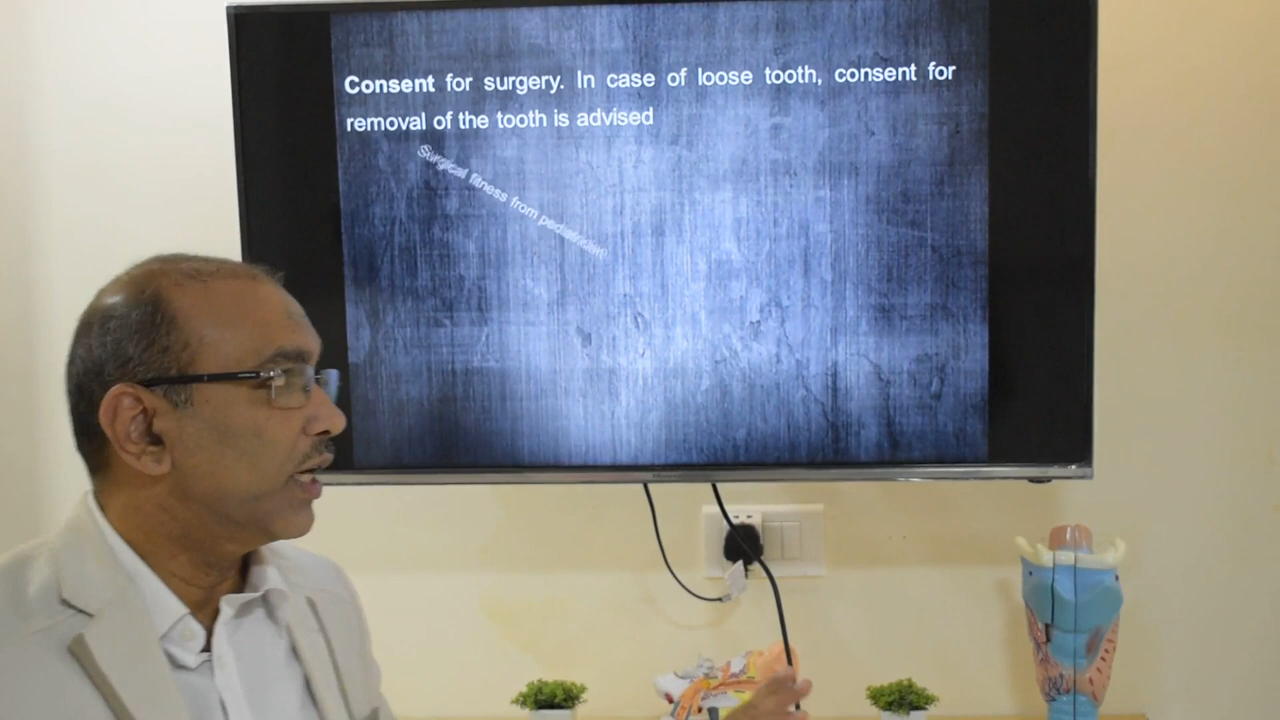 Consent for surgery. In case of loose tooth, consent for
removal of the tooth is advised
Surgical fitness from